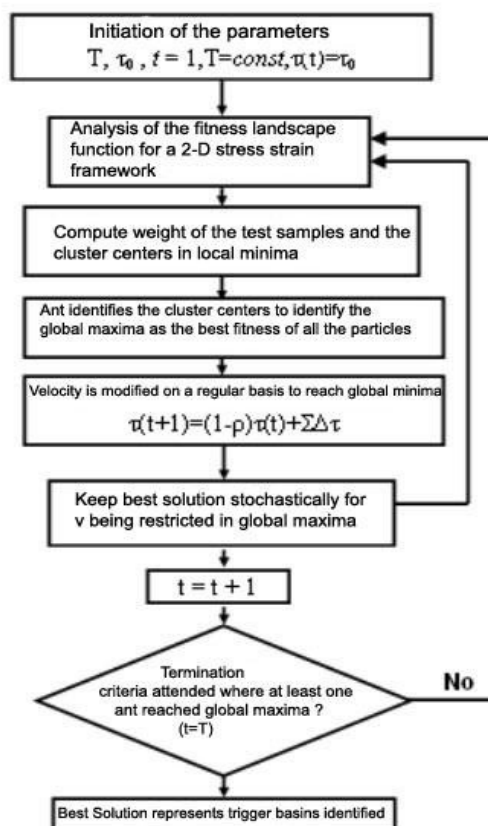 Initiation of the parameters
T, τ₀ , t = 1,T=const,τ(t)=τ₀
Analysis of the fitness landscape
function for a 2-D stress strain
framework
Compute weight of the test samples and the
cluster centers in local minima
Ant identifies the cluster centers to identify the
global maxima as the best fitness of all the particles
Velocity is modified on a regular basis to reach global minima
τ(t+1)=(1-ρ)τ(t)+ΣΔτ
Keep best solution stochastically for
v being restricted in global maxima
t = t + 1
Termination
criteria attended where at least one
ant reached global maxima ?
(t=T)
No
Best Solution represents trigger basins identified